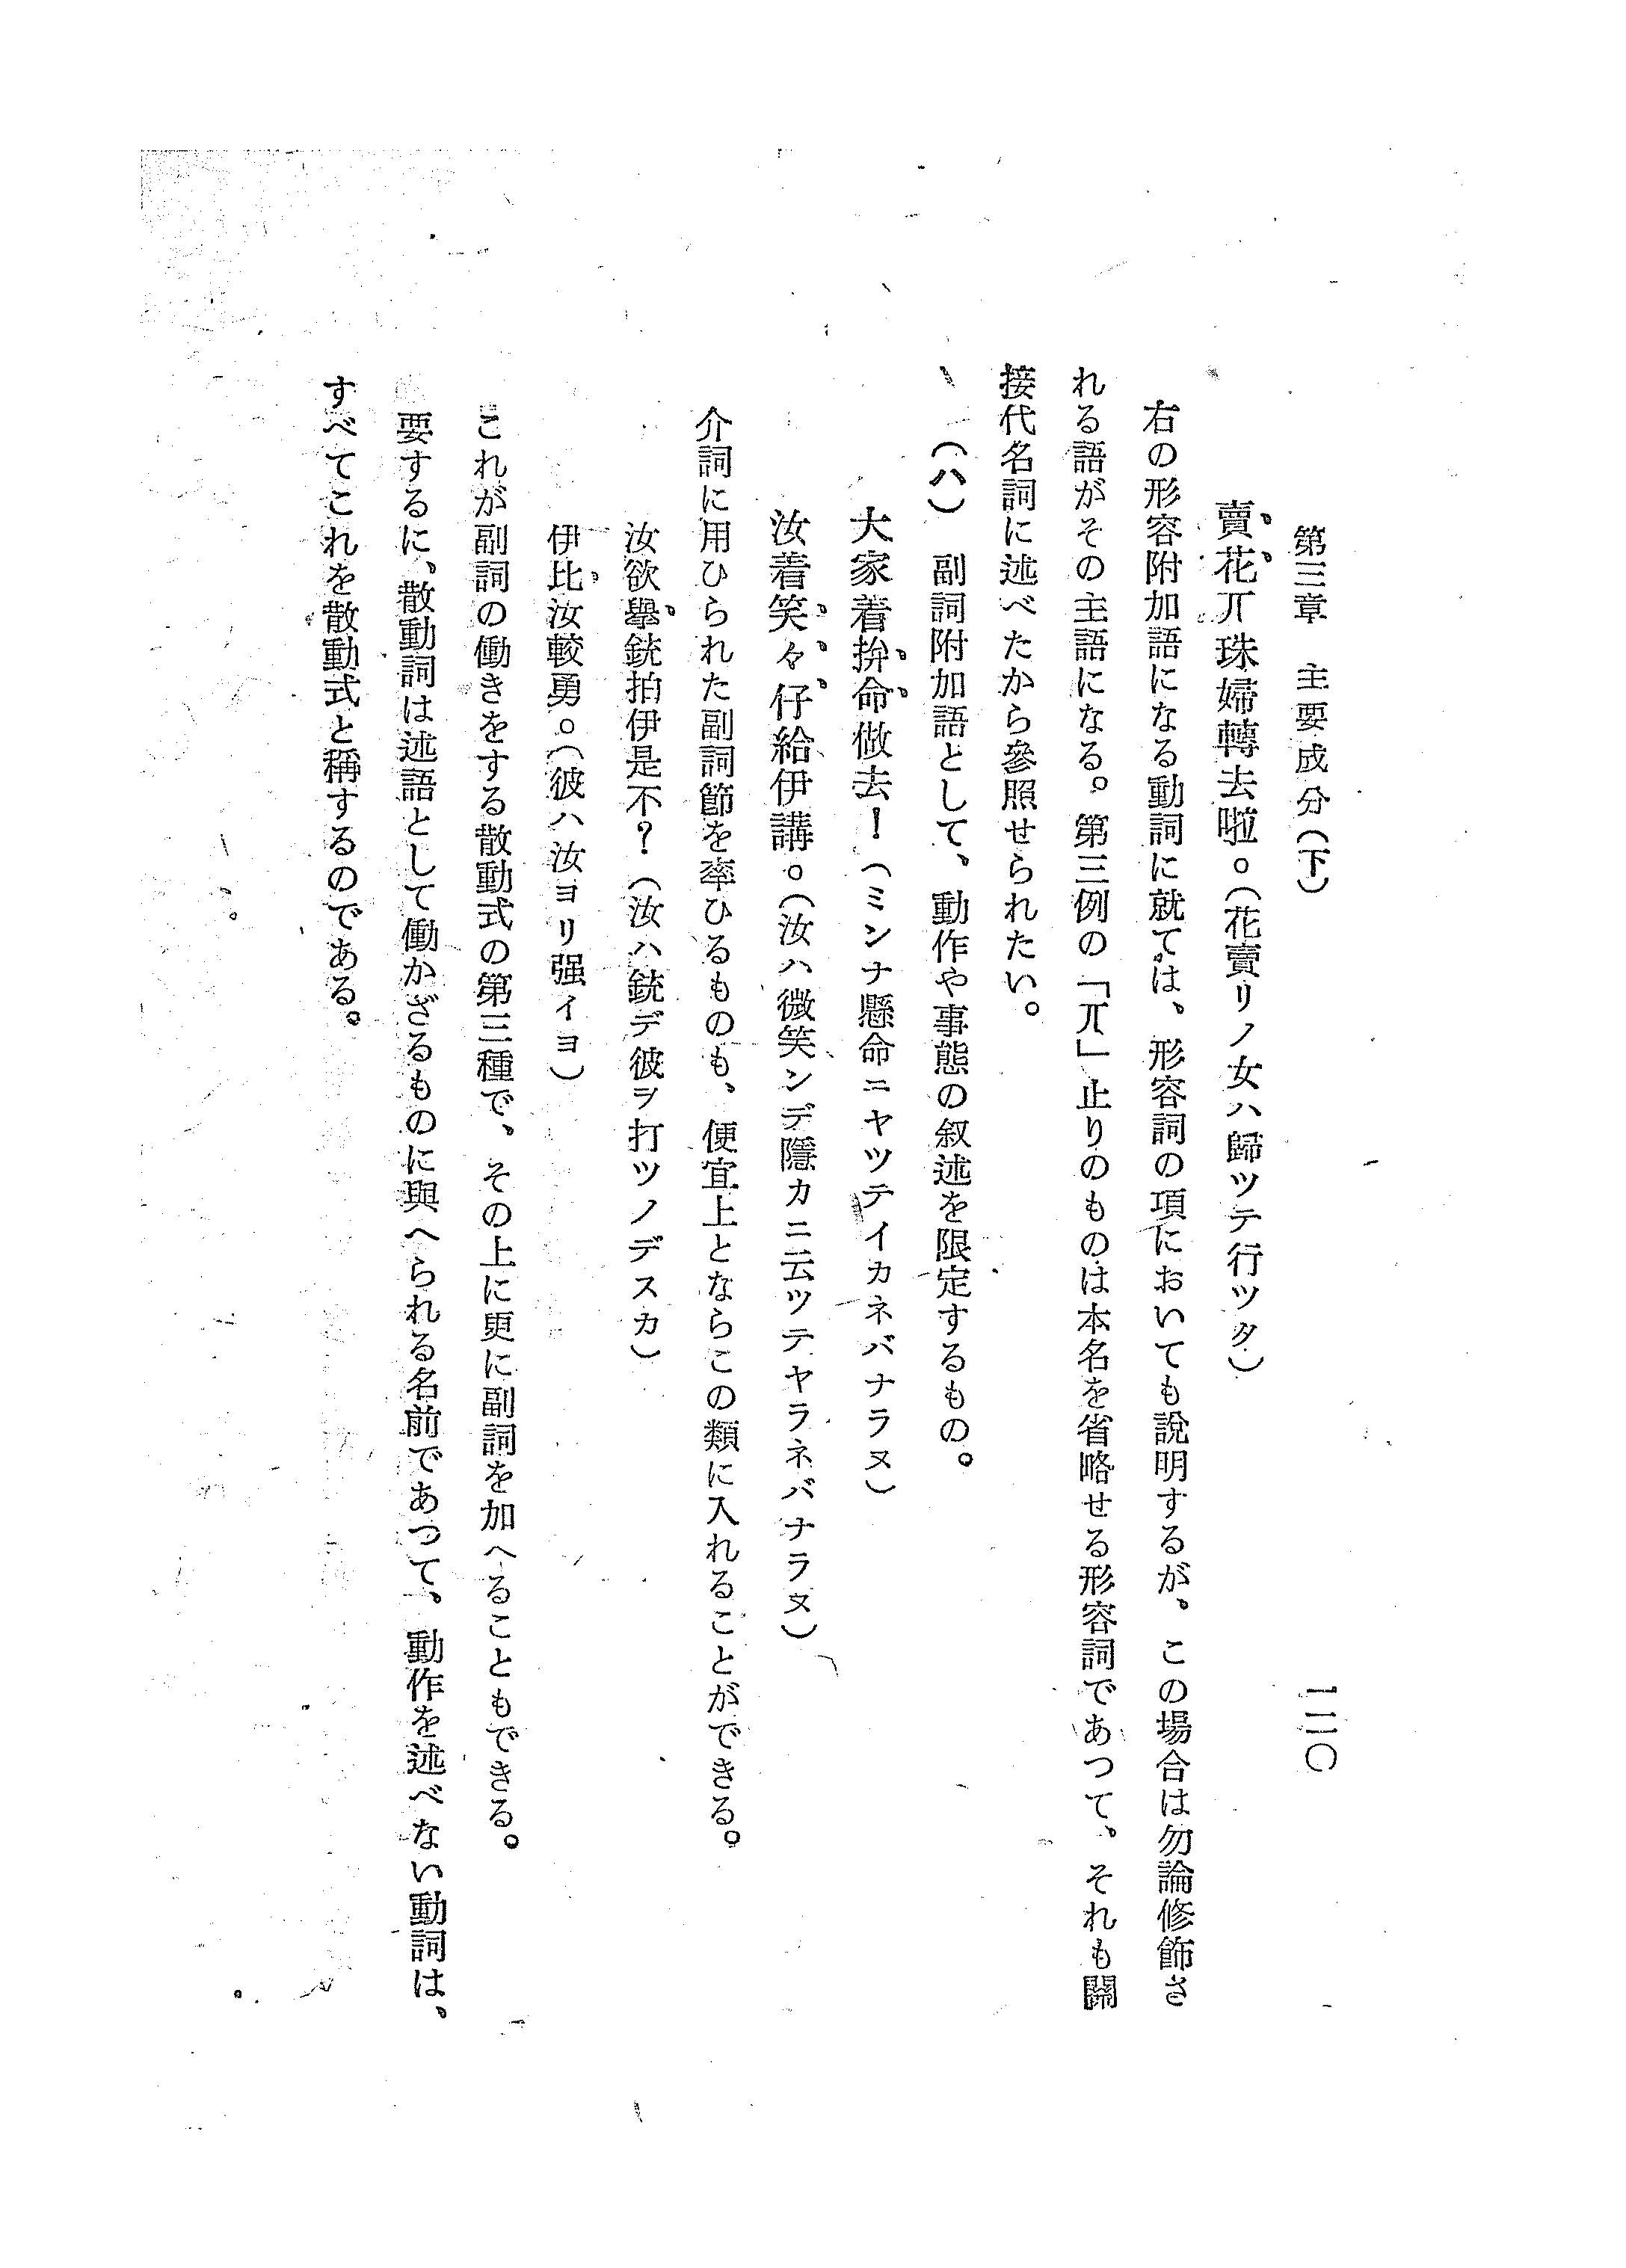 第三章　主要成分（下）
一二〇
賣花丌珠婦轉去啦。（花賣リノ女ハ歸ツテ行ツタ）
右の形容附加語になる動詞に就ては、形容詞の項においても說明するが、この場合は勿論修飾さ
れる語がその主語になる。第三例の「丌」止りのものは本名を省略せる形容詞であつて、それも關
接代名詞に述べたから參照せられたい。
（ハ）　副詞附加語として、動作や事態の叙述を限定するもの。
大家着拚命做去！（ミンナ懸命ニヤツテイカネバナラヌ）
汝着笑々仔給伊講。（汝ハ微笑ンデ隱カニ云ツテヤラネバナラヌ）
介詞に用ひられた副詞節を率ひるものも、便宜上とならこの類に入れることができる。
汝欲擧銃拍伊是不？（汝ハ銃デ彼ヲ打ツノデスカ）
伊比汝較勇。（彼ハ汝ヨリ强イヨ）
これが副詞の働きをする散動式の第三種で、その上に更に副詞を加へることもできる。
要するに、散動詞は述語として働かざるものに與へられる名前であつて、動作を述べない動詞は、
すべてこれを散動式と稱するのである。